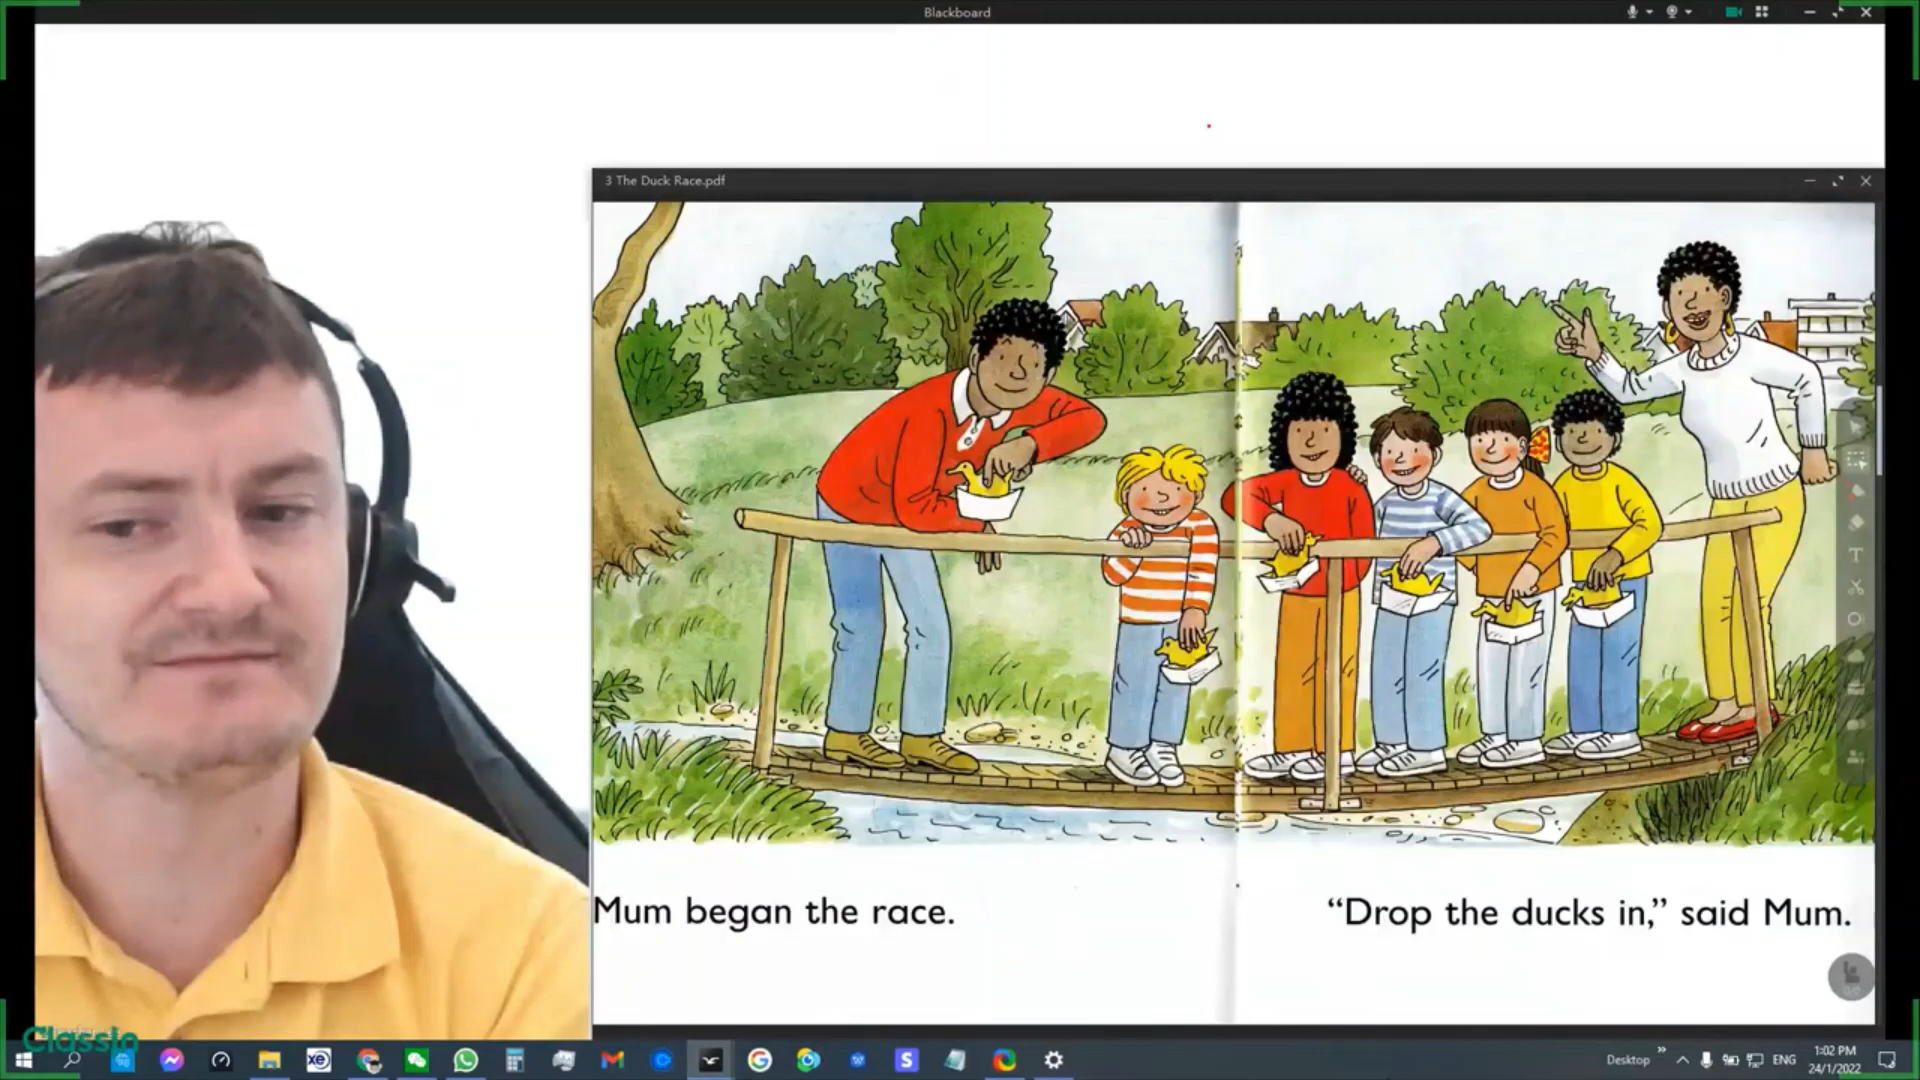 Blackboard
3 The Duck Race.pdf
Mum began the race.
“Drop the ducks in,” said Mum.
ClassIn
Desktop
ENG
1:02 PM
24/1/2022